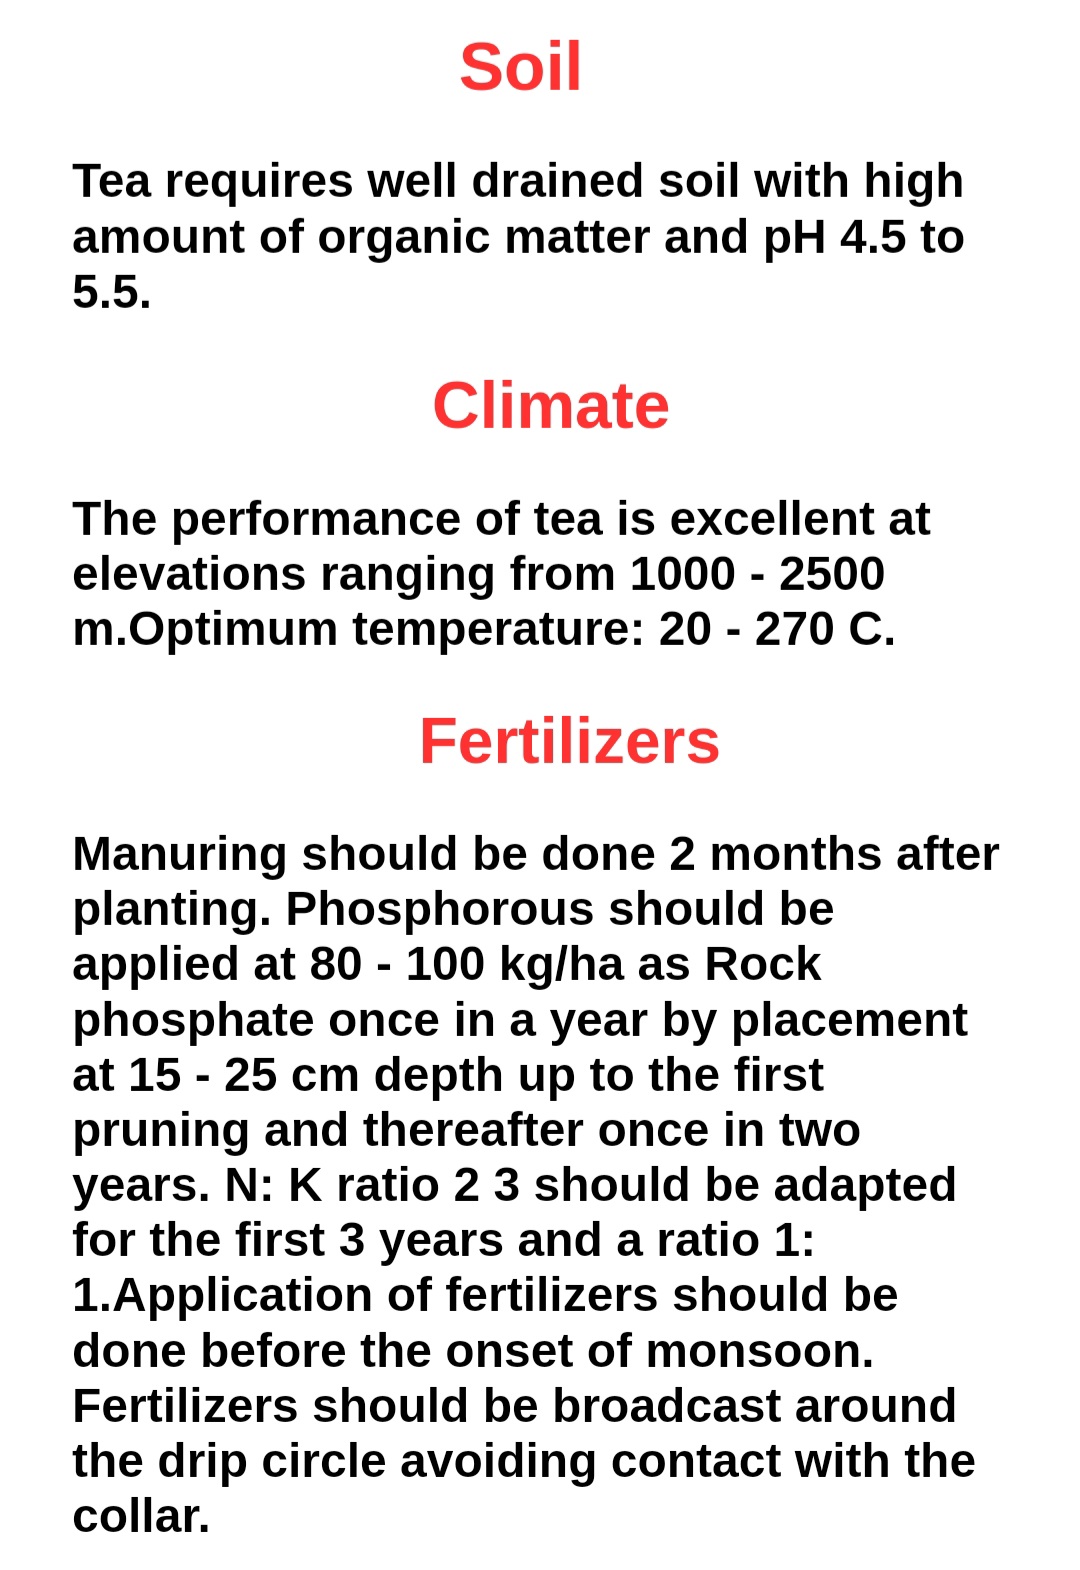 Soil
Tea requires well drained soil with high
amount of organic matter and pH 4.5 to
5.5.
Climate
The performance of tea is excellent at
elevations ranging from 1000 - 2500
m.Optimum temperature: 20 - 270 C.
Fertilizers
Manuring should be done 2 months after
planting. Phosphorous should be
applied at 80 - 100 kg/ha as Rock
phosphate once in a year by placement
at 15 - 25 cm depth up to the first
pruning and thereafter once in two
years. N: K ratio 2 3 should be adapted
for the first 3 years and a ratio 1:
1.Application of fertilizers should be
done before the onset of monsoon.
Fertilizers should be broadcast around
the drip circle avoiding contact with the
collar.